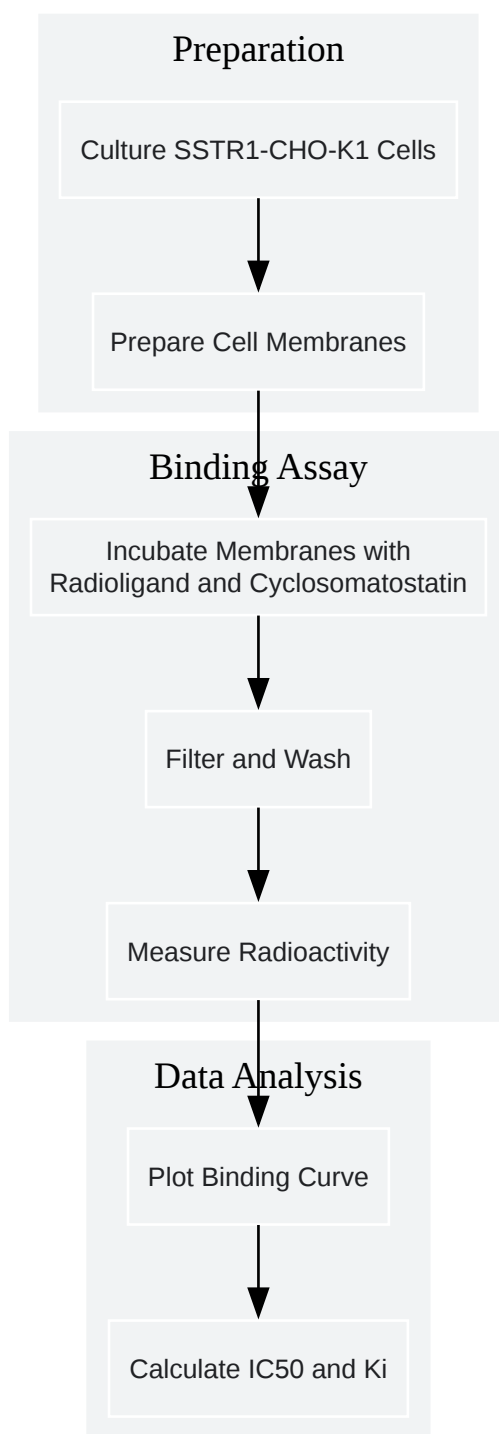 Preparation
Culture SSTR1-CHO-K1 Cells
Prepare Cell Membranes
Binding Assay
Incubate Membranes with
Radioligand and Cyclosomatostatin
Filter and Wash
Measure Radioactivity
Data Analysis
Plot Binding Curve
Calculate IC50 and Ki